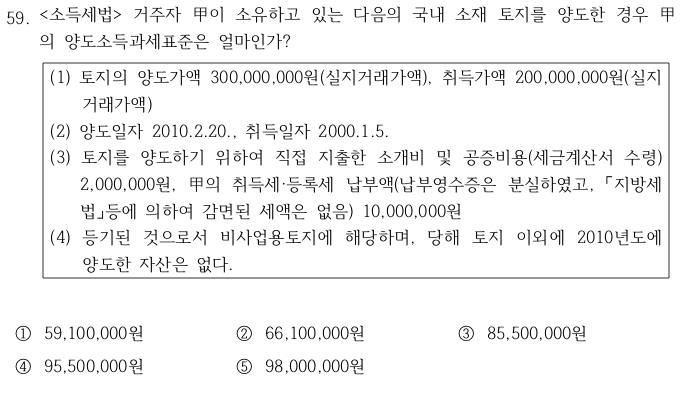 59. <소득세법> 거주자 甲이 소유하고 있는 다음의 국내 소재 토지를 양도한 경우 甲
의 양도소득과세표준은 얼마인가?
(1) 토지의 양도가액 300,000,000원(실지거래가액), 취득가액 200,000,000원(실지
거래가액)
(2) 양도일자 2010.2.20., 취득일자 2000.1.5.
(3) 토지를 양도하기 위하여 직접 지출한 소개비 및 공증비용(세금계산서 수령)
2,000,000원, 甲의 취득세·등록세 납부액(납부영수증은 분실하였고, 「지방세
법」등에 의하여 감면된 세액은 없음) 10,000,000원
(4) 등기된 것으로서 비사업용토지에 해당하며, 당해 토지 이외에 2010년도에
양도한 자산은 없다.
① 59,100,000원 ② 66,100,000원 ③ 85,500,000원
④ 95,500,000원 ⑤ 98,000,000원